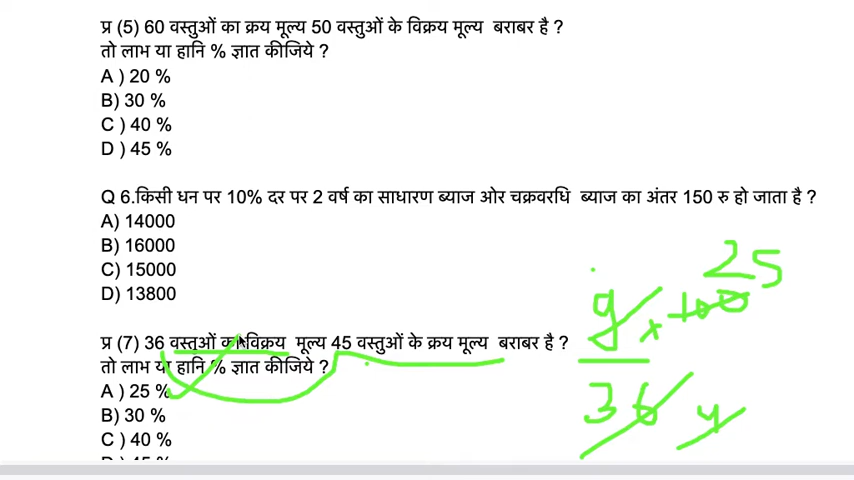 प्र (5) 60 वस्तुओं का क्रय मूल्य 50 वस्तुओं के विक्रय मूल्य बराबर है ?
तो लाभ या हानि % ज्ञात कीजिये ?
A ) 20 %
B) 30 %
C ) 40 %
D ) 45 %
Q 6.किसी धन पर 10% दर पर 2 वर्ष का साधारण ब्याज ओर चक्रवरधि ब्याज का अंतर 150 रु हो जाता है ?
A) 14000
B) 16000
C) 15000
D) 13800
प्र (7) 36 वस्तुओं का विक्रय मूल्य 45 वस्तुओं के क्रय मूल्य बराबर है ?
तो लाभ या हानि % ज्ञात कीजिये ?
A ) 25 %
B) 30 %
C ) 40 %
D ) 45 %
25
9 x 100
36 4